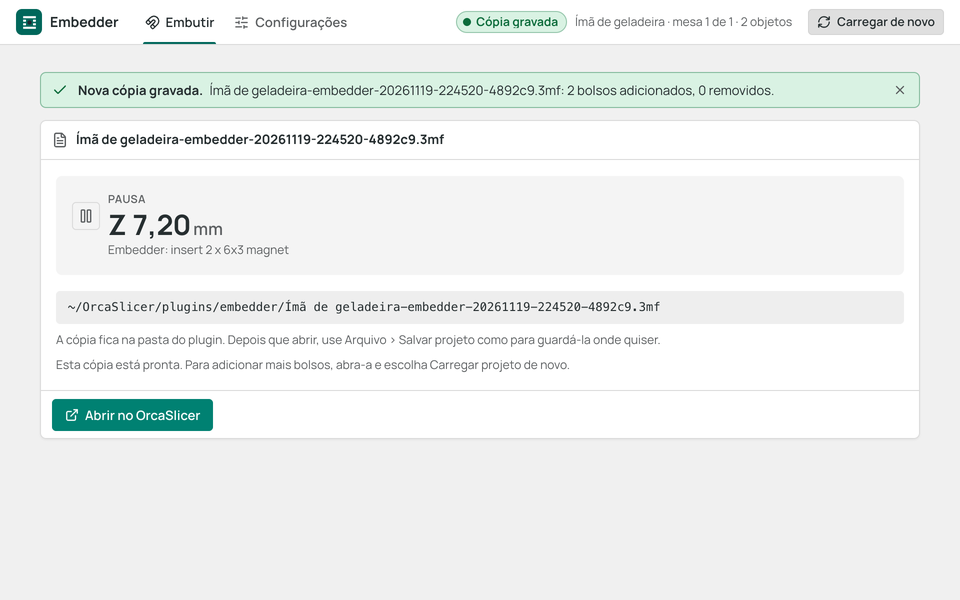 Embedder
Embutir
Configurações
Cópia gravada
Ímã de geladeira · mesa 1 de 1 · 2 objetos
Carregar de novo
Nova cópia gravada. Ímã de geladeira-embedder-20261119-224520-4892c9.3mf: 2 bolsos adicionados, 0 removidos.
Ímã de geladeira-embedder-20261119-224520-4892c9.3mf
PAUSA
Z 7,20 mm
Embedder: insert 2 x 6x3 magnet
~/OrcaSlicer/plugins/embedder/Ímã de geladeira-embedder-20261119-224520-4892c9.3mf
A cópia fica na pasta do plugin. Depois que abrir, use Arquivo › Salvar projeto como para guardá-la onde quiser.
Esta cópia está pronta. Para adicionar mais bolsos, abra-a e escolha Carregar projeto de novo.
Abrir no OrcaSlicer